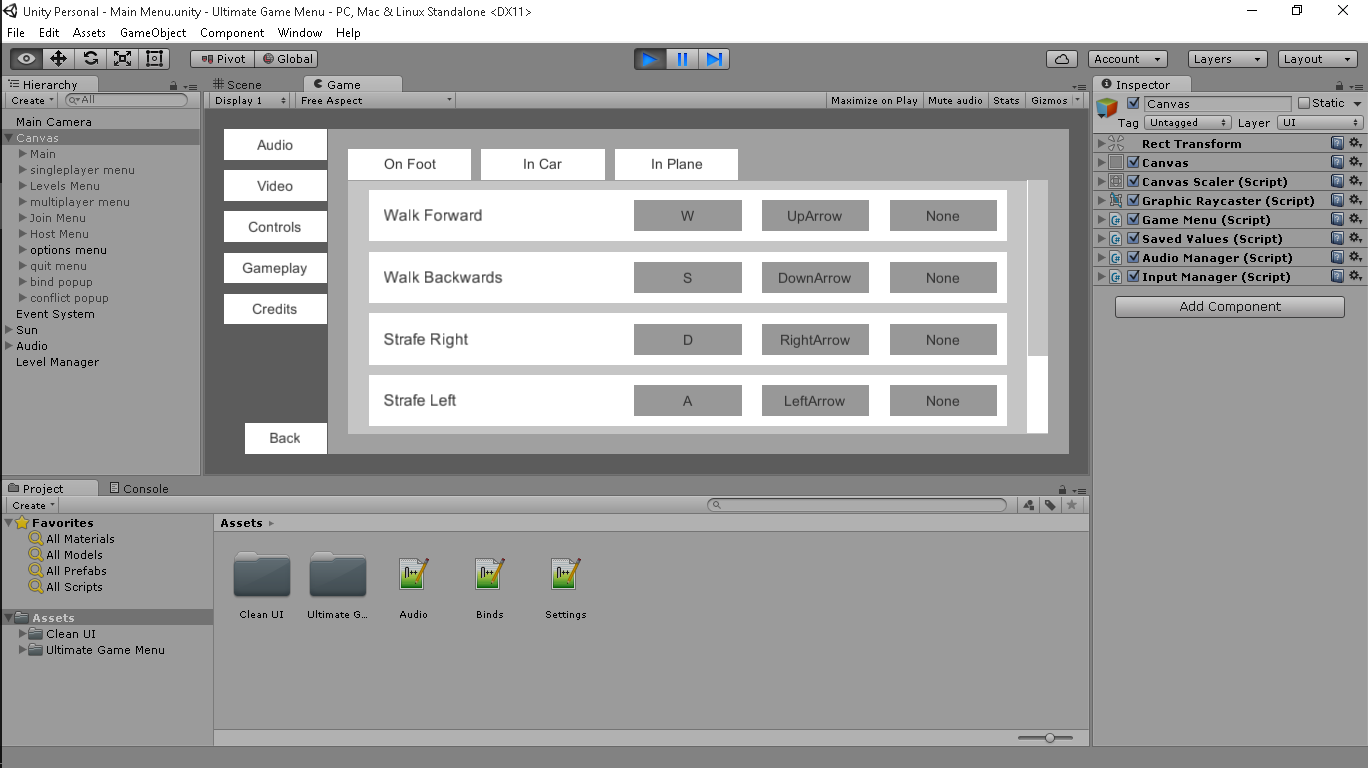 Unity Personal - Main Menu.unity - Ultimate Game Menu - PC, Mac & Linux Standalone <DX11>
File Edit Assets GameObject Component Window Help
Pivot Global Account Layers Layout
Hierarchy
Create All
Main Camera
Canvas
Main
singleplayer menu
Levels Menu
multiplayer menu
Join Menu
Host Menu
options menu
quit menu
bind popup
conflict popup
Event System
Sun
Audio
Level Manager
Scene Game
Display 1 Free Aspect Maximize on Play Mute audio Stats Gizmos
Audio
Video
Controls
Gameplay
Credits
Back
On Foot In Car In Plane
Walk Forward W UpArrow None
Walk Backwards S DownArrow None
Strafe Right D RightArrow None
Strafe Left A LeftArrow None
Inspector
Canvas Static
Tag Untagged Layer UI
Rect Transform
Canvas
Canvas Scaler (Script)
Graphic Raycaster (Script)
Game Menu (Script)
Saved Values (Script)
Audio Manager (Script)
Input Manager (Script)
Add Component
Project Console
Create
Favorites
All Materials
All Models
All Prefabs
All Scripts
Assets
Clean UI
Ultimate Game Menu
Assets
Clean UI Ultimate G... Audio Binds Settings